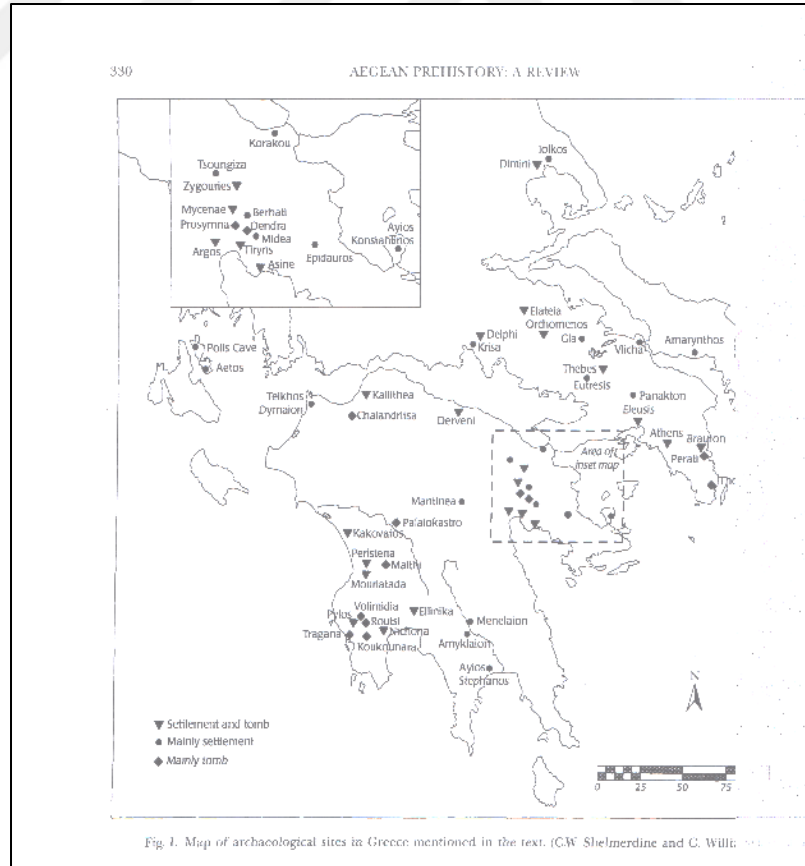 330 AEGEAN PREHISTORY: A REVIEW
Korakou
Tsoungiza
Zygouries
Mycenae
Berbati
Prosymna
Dendra
Midea
Argos
Tiryns
Asine
Epidauros
Ayios
Konstantinos
Iolkos
Dimini
Elateia
Orchomenos
Gla
Delphi
Krisa
Vlicha
Amarynthos
Thebes
Eutresis
Panakton
Eleusis
Athens
Brauron
Perati
Polis Cave
Aetos
Teikhos
Dymaion
Kallithea
Chalandritsa
Derveni
Area of
inset map
Mantinea
Palaiokastro
Kakovatos
Peristeria
Malthi
Mouriatada
Volimidia
Pylos
Routsi
Ellinika
Nichoria
Tragana
Koukounara
Menelaion
Amyklaion
Ayios
Stephanos
N
Settlement and tomb
Mainly settlement
Mainly tomb
0 25 50 75
Fig. 1. Map of archaeological sites in Greece mentioned in the text. (C.W. Shelmerdine and C.